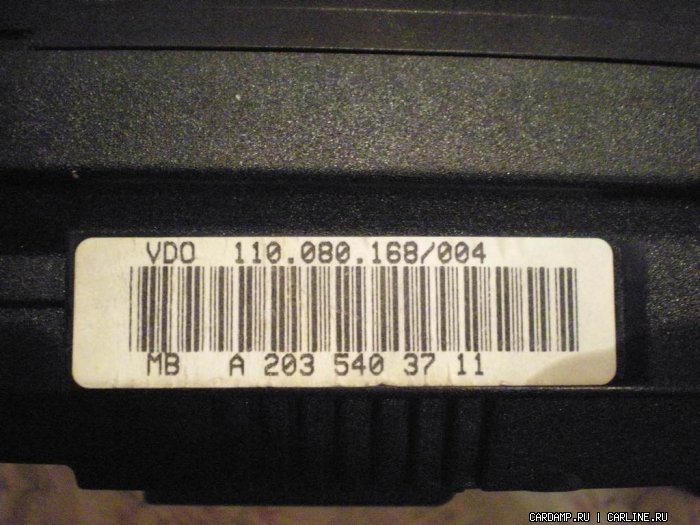 VDO 110.080.168/004
MB A 203 540 37 11
CARDAMP.RU | CARLINE.RU